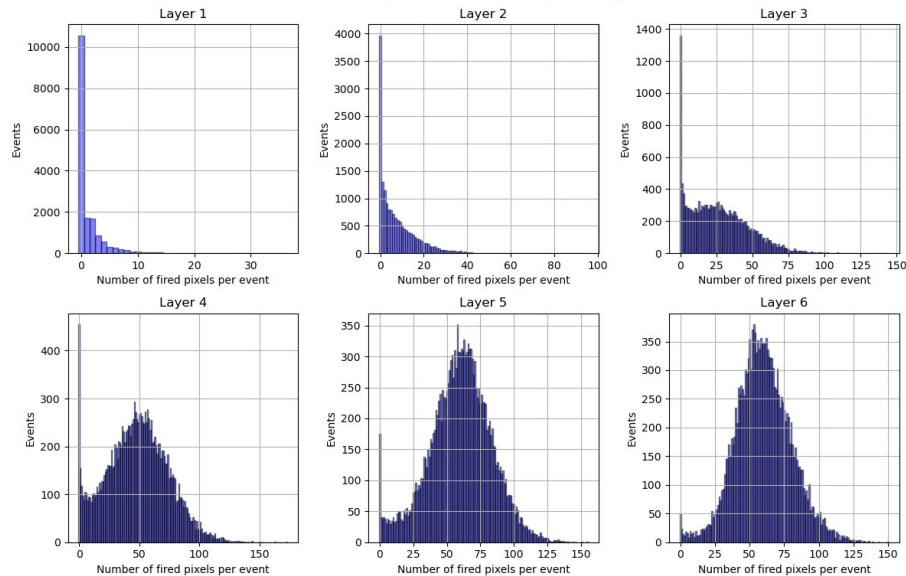 Layer 1
Events
10000
8000
6000
4000
2000
0
0 10 20 30
Number of fired pixels per event
Layer 2
Events
4000
3500
3000
2500
2000
1500
1000
500
0
0 20 40 60 80 100
Number of fired pixels per event
Layer 3
Events
1400
1200
1000
800
600
400
200
0
0 25 50 75 100 125 150
Number of fired pixels per event
Layer 4
Events
400
300
200
100
0
0 50 100 150
Number of fired pixels per event
Layer 5
Events
350
300
250
200
150
100
50
0
0 25 50 75 100 125 150
Number of fired pixels per event
Layer 6
Events
350
300
250
200
150
100
50
0
0 25 50 75 100 125 150
Number of fired pixels per event